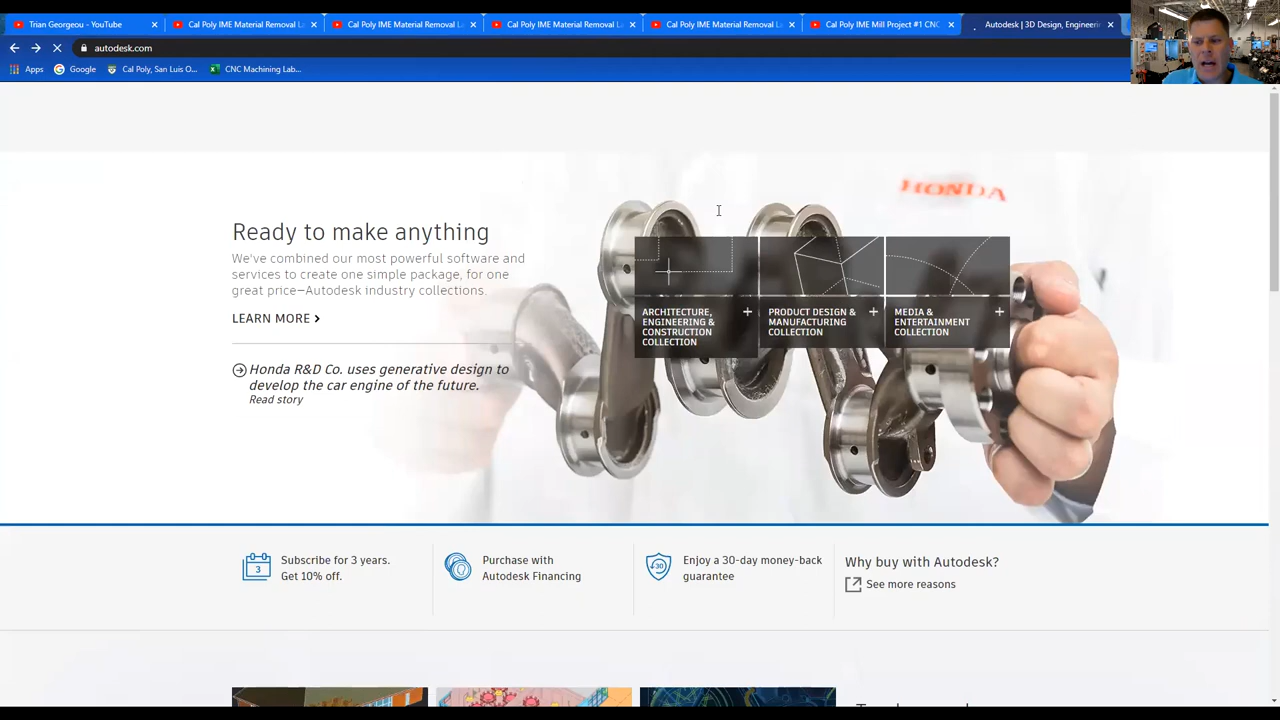 Trian Georgeou - YouTube
Cal Poly IME Material Removal La
Cal Poly IME Material Removal La
Cal Poly IME Material Removal La
Cal Poly IME Material Removal La
Cal Poly IME Mill Project #1 CNC
Autodesk | 3D Design, Engineeri
autodesk.com
Apps
Google
Cal Poly, San Luis O...
CNC Machining Lab...
HONDA
Ready to make anything
We've combined our most powerful software and
services to create one simple package, for one
great price—Autodesk industry collections.
LEARN MORE
Honda R&D Co. uses generative design to
develop the car engine of the future.
Read story
ARCHITECTURE,
ENGINEERING &
CONSTRUCTION
COLLECTION
PRODUCT DESIGN &
MANUFACTURING
COLLECTION
MEDIA &
ENTERTAINMENT
COLLECTION
3
Subscribe for 3 years.
Get 10% off.
Purchase with
Autodesk Financing
30
Enjoy a 30-day money-back
guarantee
Why buy with Autodesk?
See more reasons